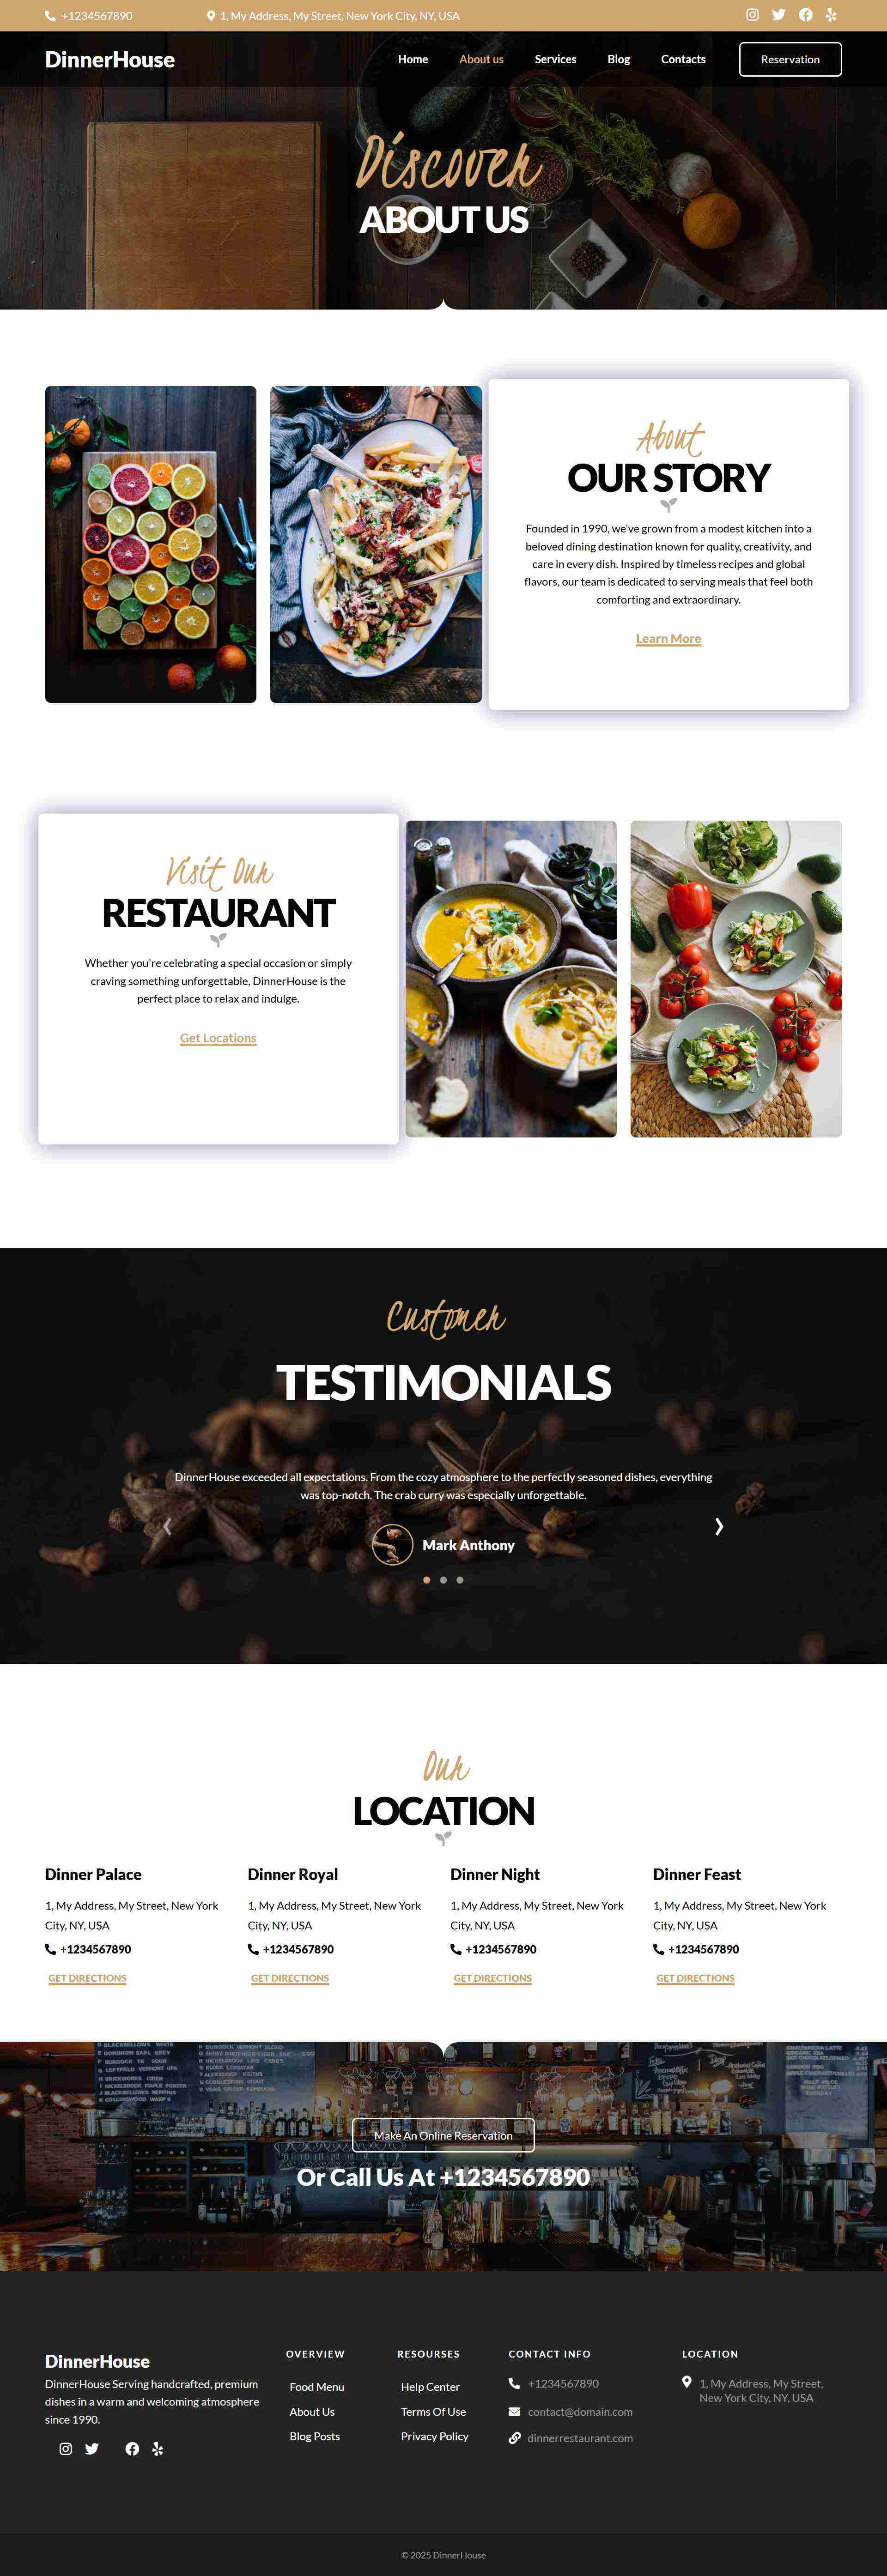 +1234567890
1, My Address, My Street, New York City, NY, USA
DinnerHouse
Home
About us
Services
Blog
Contacts
Reservation
Discover
ABOUT US
About
OUR STORY
Founded in 1990, we've grown from a modest kitchen into a
beloved dining destination known for quality, creativity, and
care in every dish. Inspired by timeless recipes and global
flavors, our team is dedicated to serving meals that feel both
comforting and extraordinary.
Learn More
Visit Our
RESTAURANT
Whether you're celebrating a special occasion or simply
craving something unforgettable, DinnerHouse is the
perfect place to relax and indulge.
Get Locations
Customer
TESTIMONIALS
DinnerHouse exceeded all expectations. From the cozy atmosphere to the perfectly seasoned dishes, everything
was top-notch. The crab curry was especially unforgettable.
Mark Anthony
Our
LOCATION
Dinner Palace
1, My Address, My Street, New York
City, NY, USA
+1234567890
GET DIRECTIONS
Dinner Royal
1, My Address, My Street, New York
City, NY, USA
+1234567890
GET DIRECTIONS
Dinner Night
1, My Address, My Street, New York
City, NY, USA
+1234567890
GET DIRECTIONS
Dinner Feast
1, My Address, My Street, New York
City, NY, USA
+1234567890
GET DIRECTIONS
Make An Online Reservation
Or Call Us At +1234567890
DinnerHouse
DinnerHouse Serving handcrafted, premium
dishes in a warm and welcoming atmosphere
since 1990.
OVERVIEW
Food Menu
About Us
Blog Posts
RESOURSES
Help Center
Terms Of Use
Privacy Policy
CONTACT INFO
+1234567890
contact@domain.com
dinnerrestaurant.com
LOCATION
1, My Address, My Street,
New York City, NY, USA
© 2025 DinnerHouse